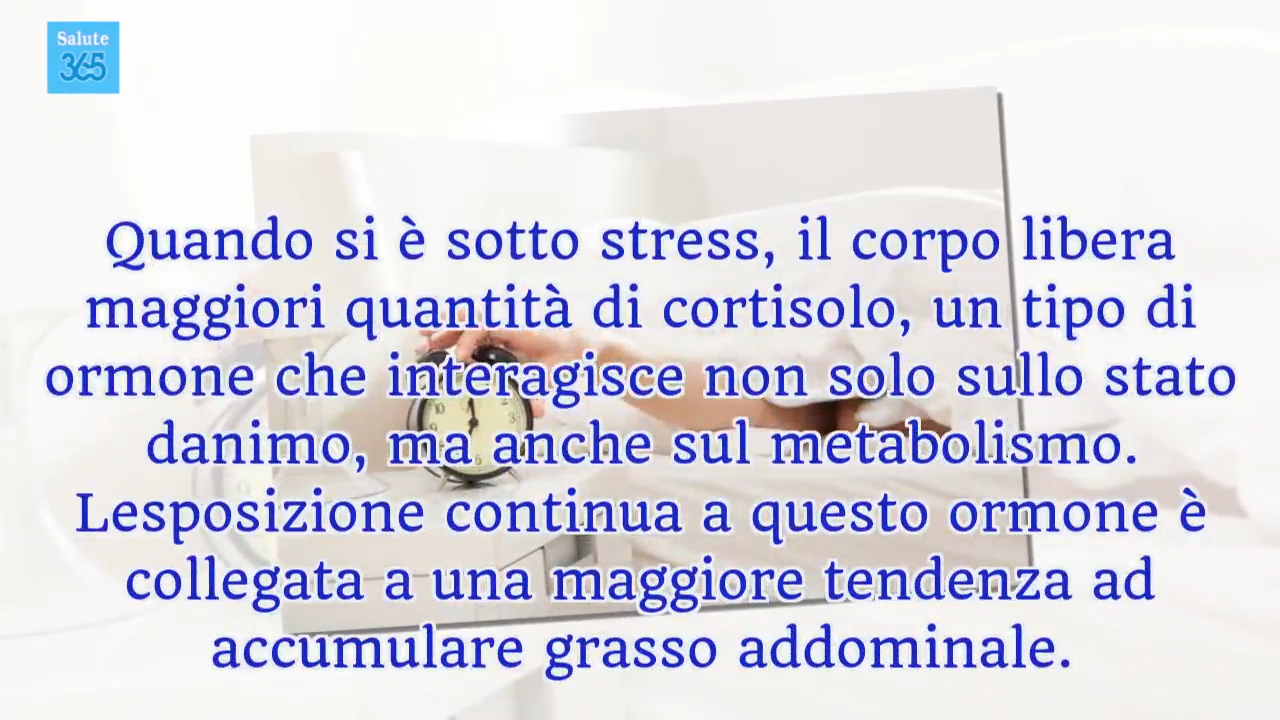 Salute
365
Quando si è sotto stress, il corpo libera
maggiori quantità di cortisolo, un tipo di
ormone che interagisce non solo sullo stato
danimo, ma anche sul metabolismo.
Lesposizione continua a questo ormone è
collegata a una maggiore tendenza ad
accumulare grasso addominale.